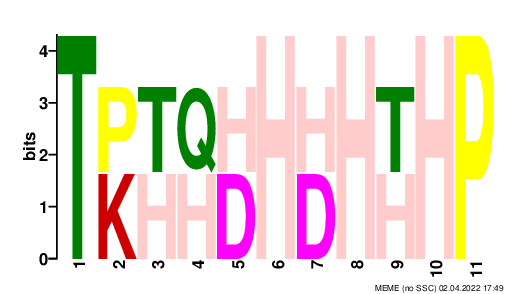 bits
4
3
2
1
0
T P T Q H H H H T H P
K H H D D H
1 2 3 4 5 6 7 8 9 10 11
MEME (no SSC) 02.04.2022 17:49